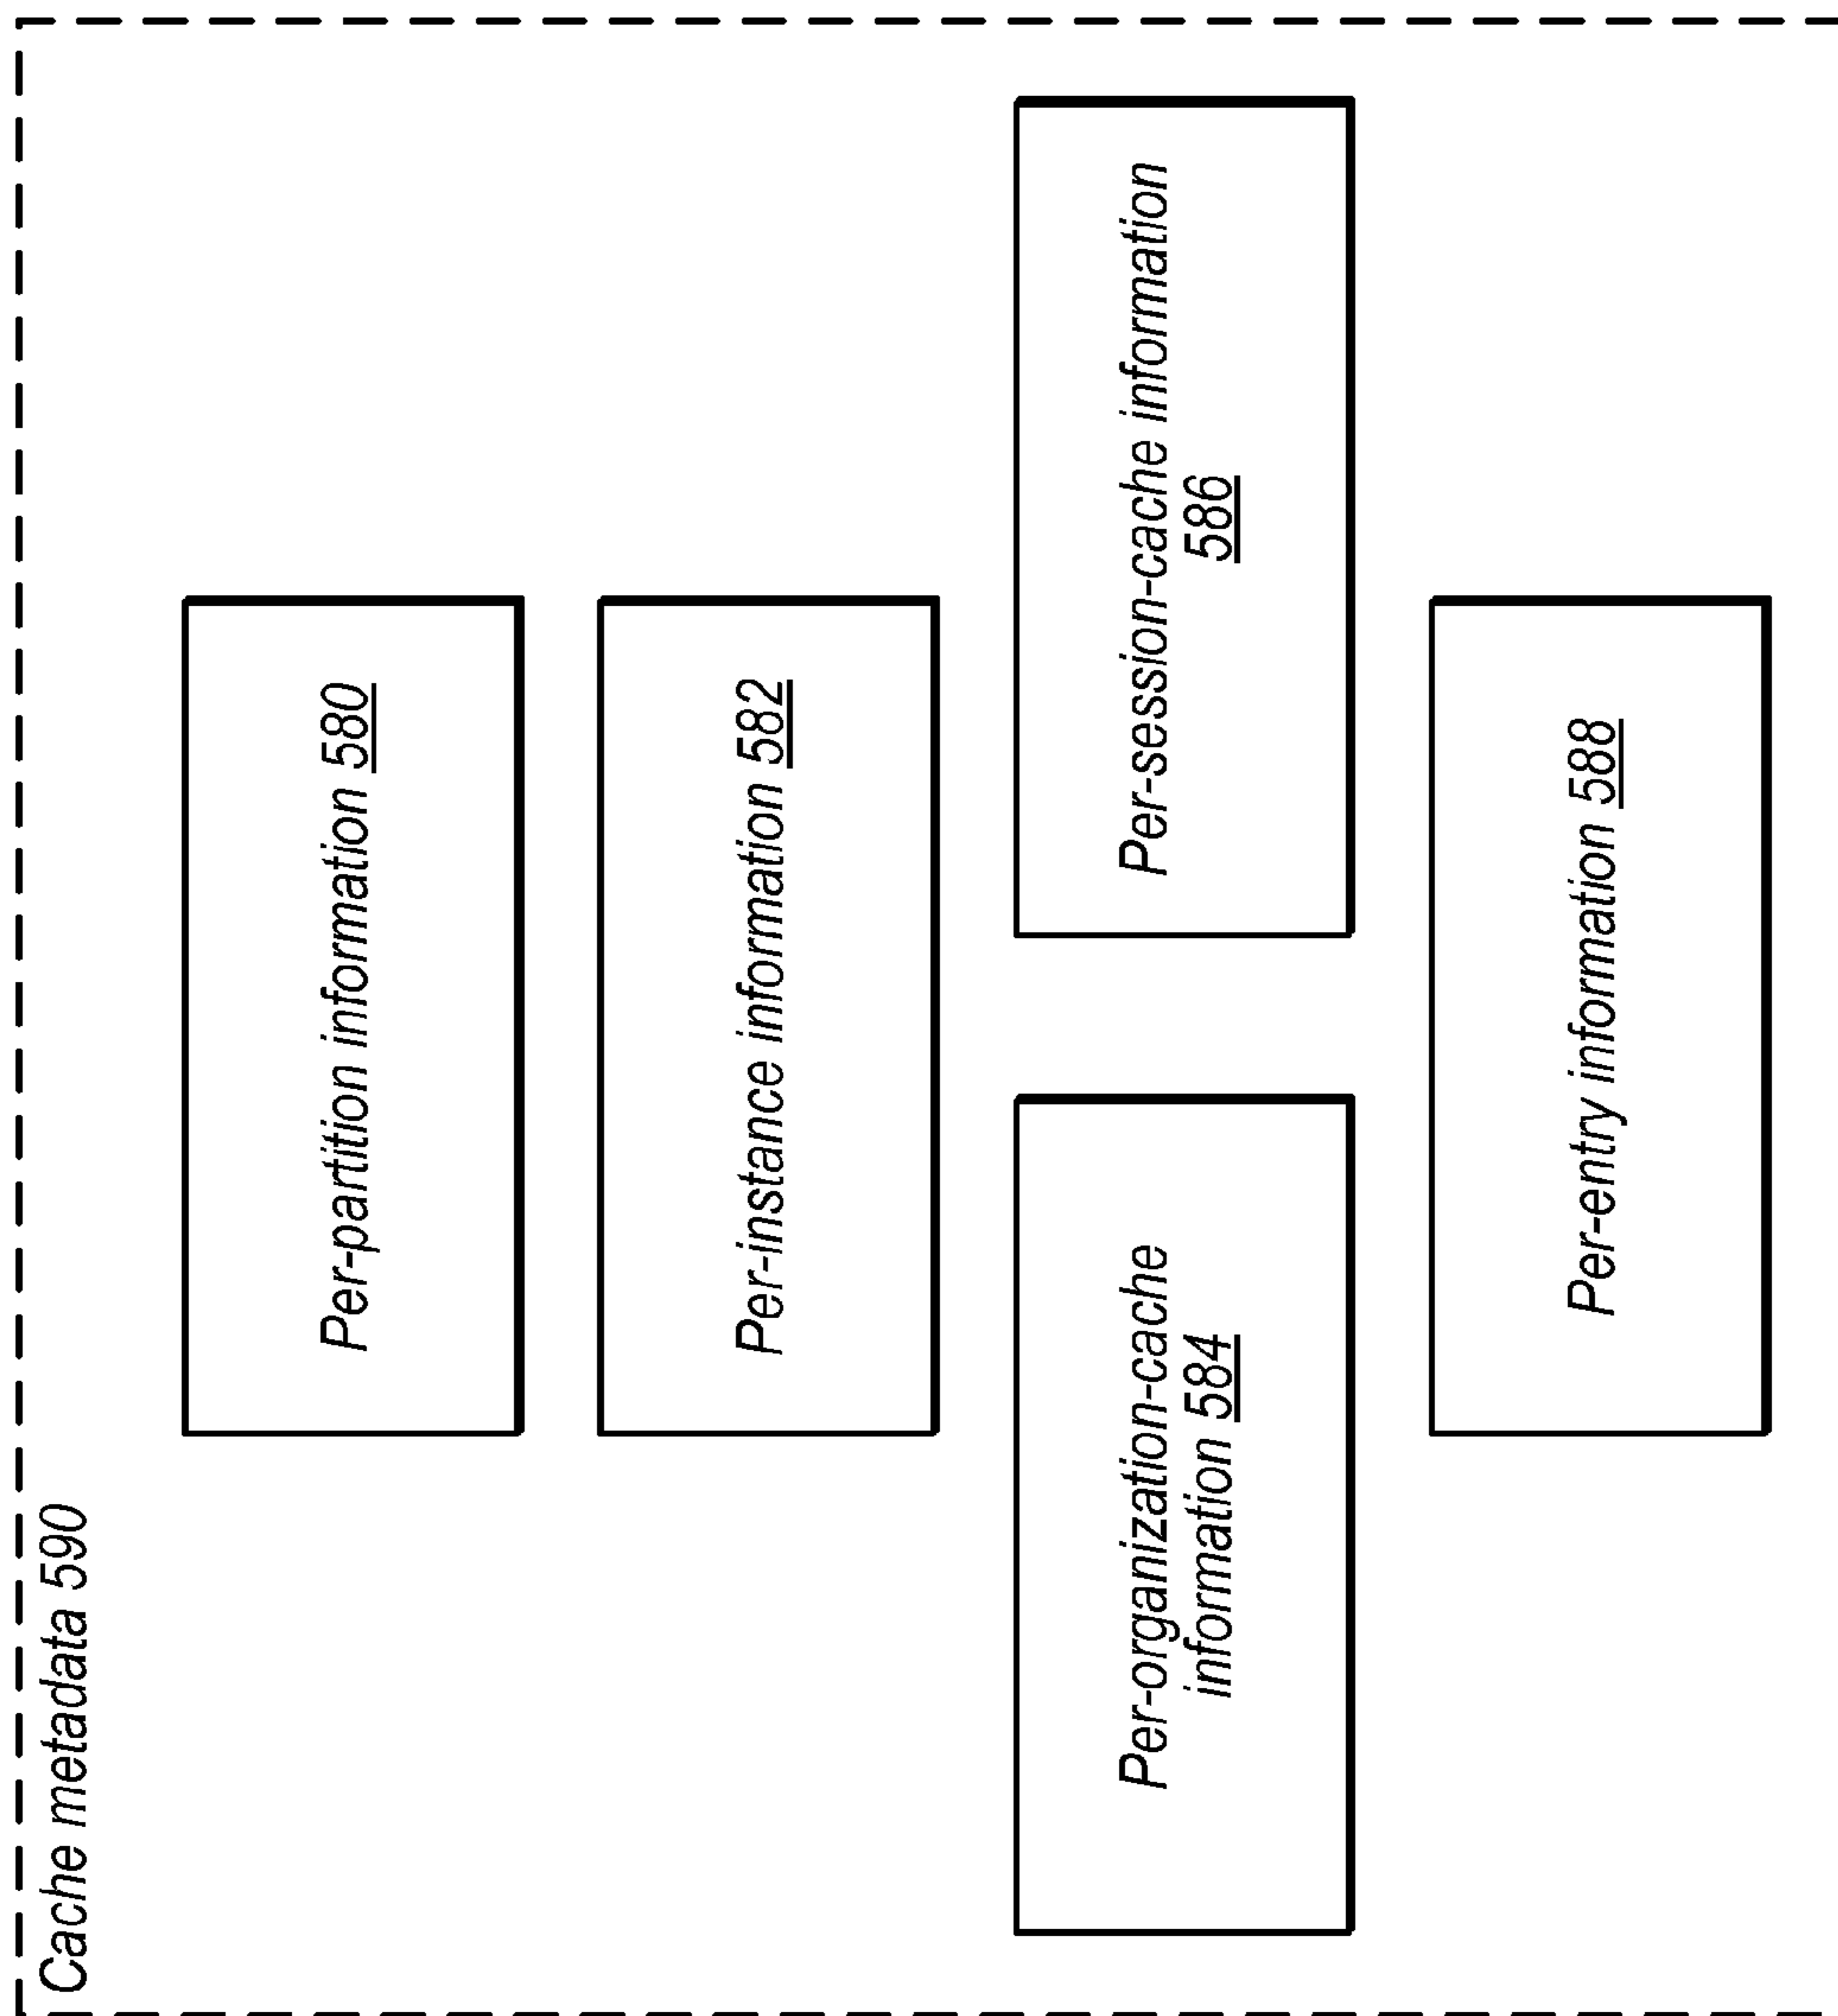 Cache metadata 590
Per-partition information 580
Per-instance information 582
Per-organization-cache
information 584
Per-session-cache information
586
Per-entry information 588